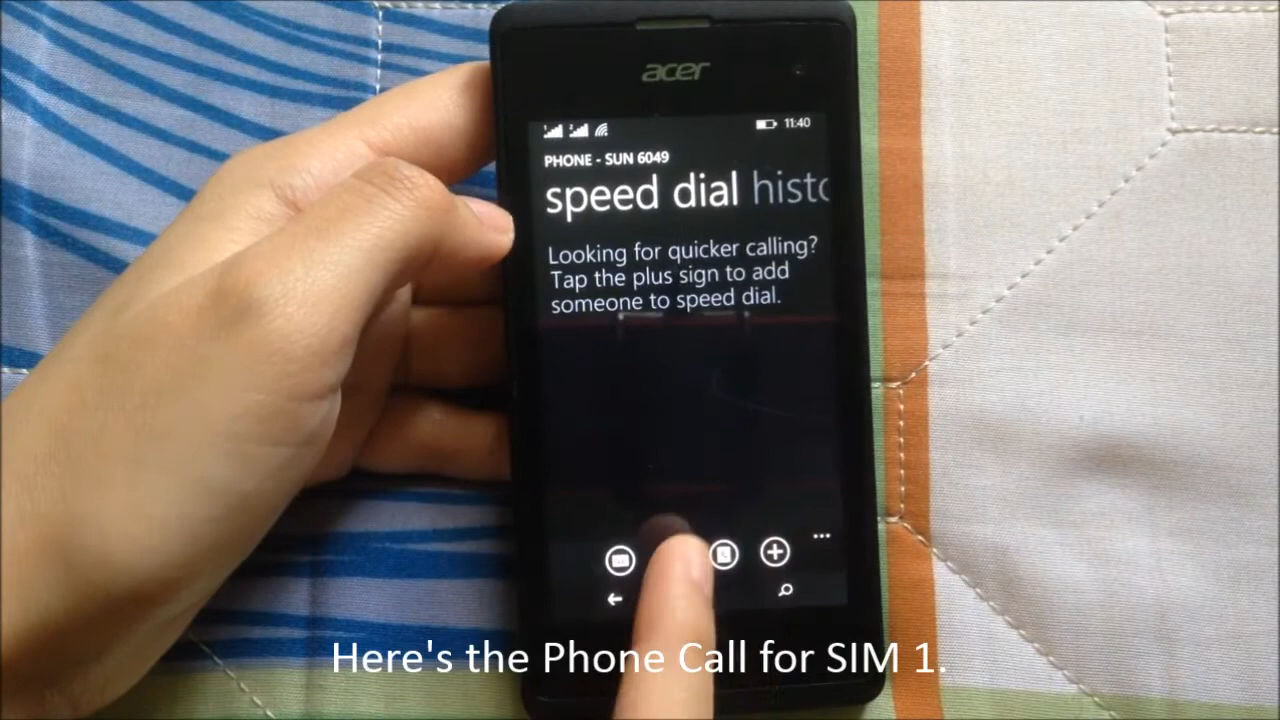 acer
11:40
PHONE - SUN 6049
speed dial histo
Looking for quicker calling?
Tap the plus sign to add
someone to speed dial.
Here's the Phone Call for SIM 1.